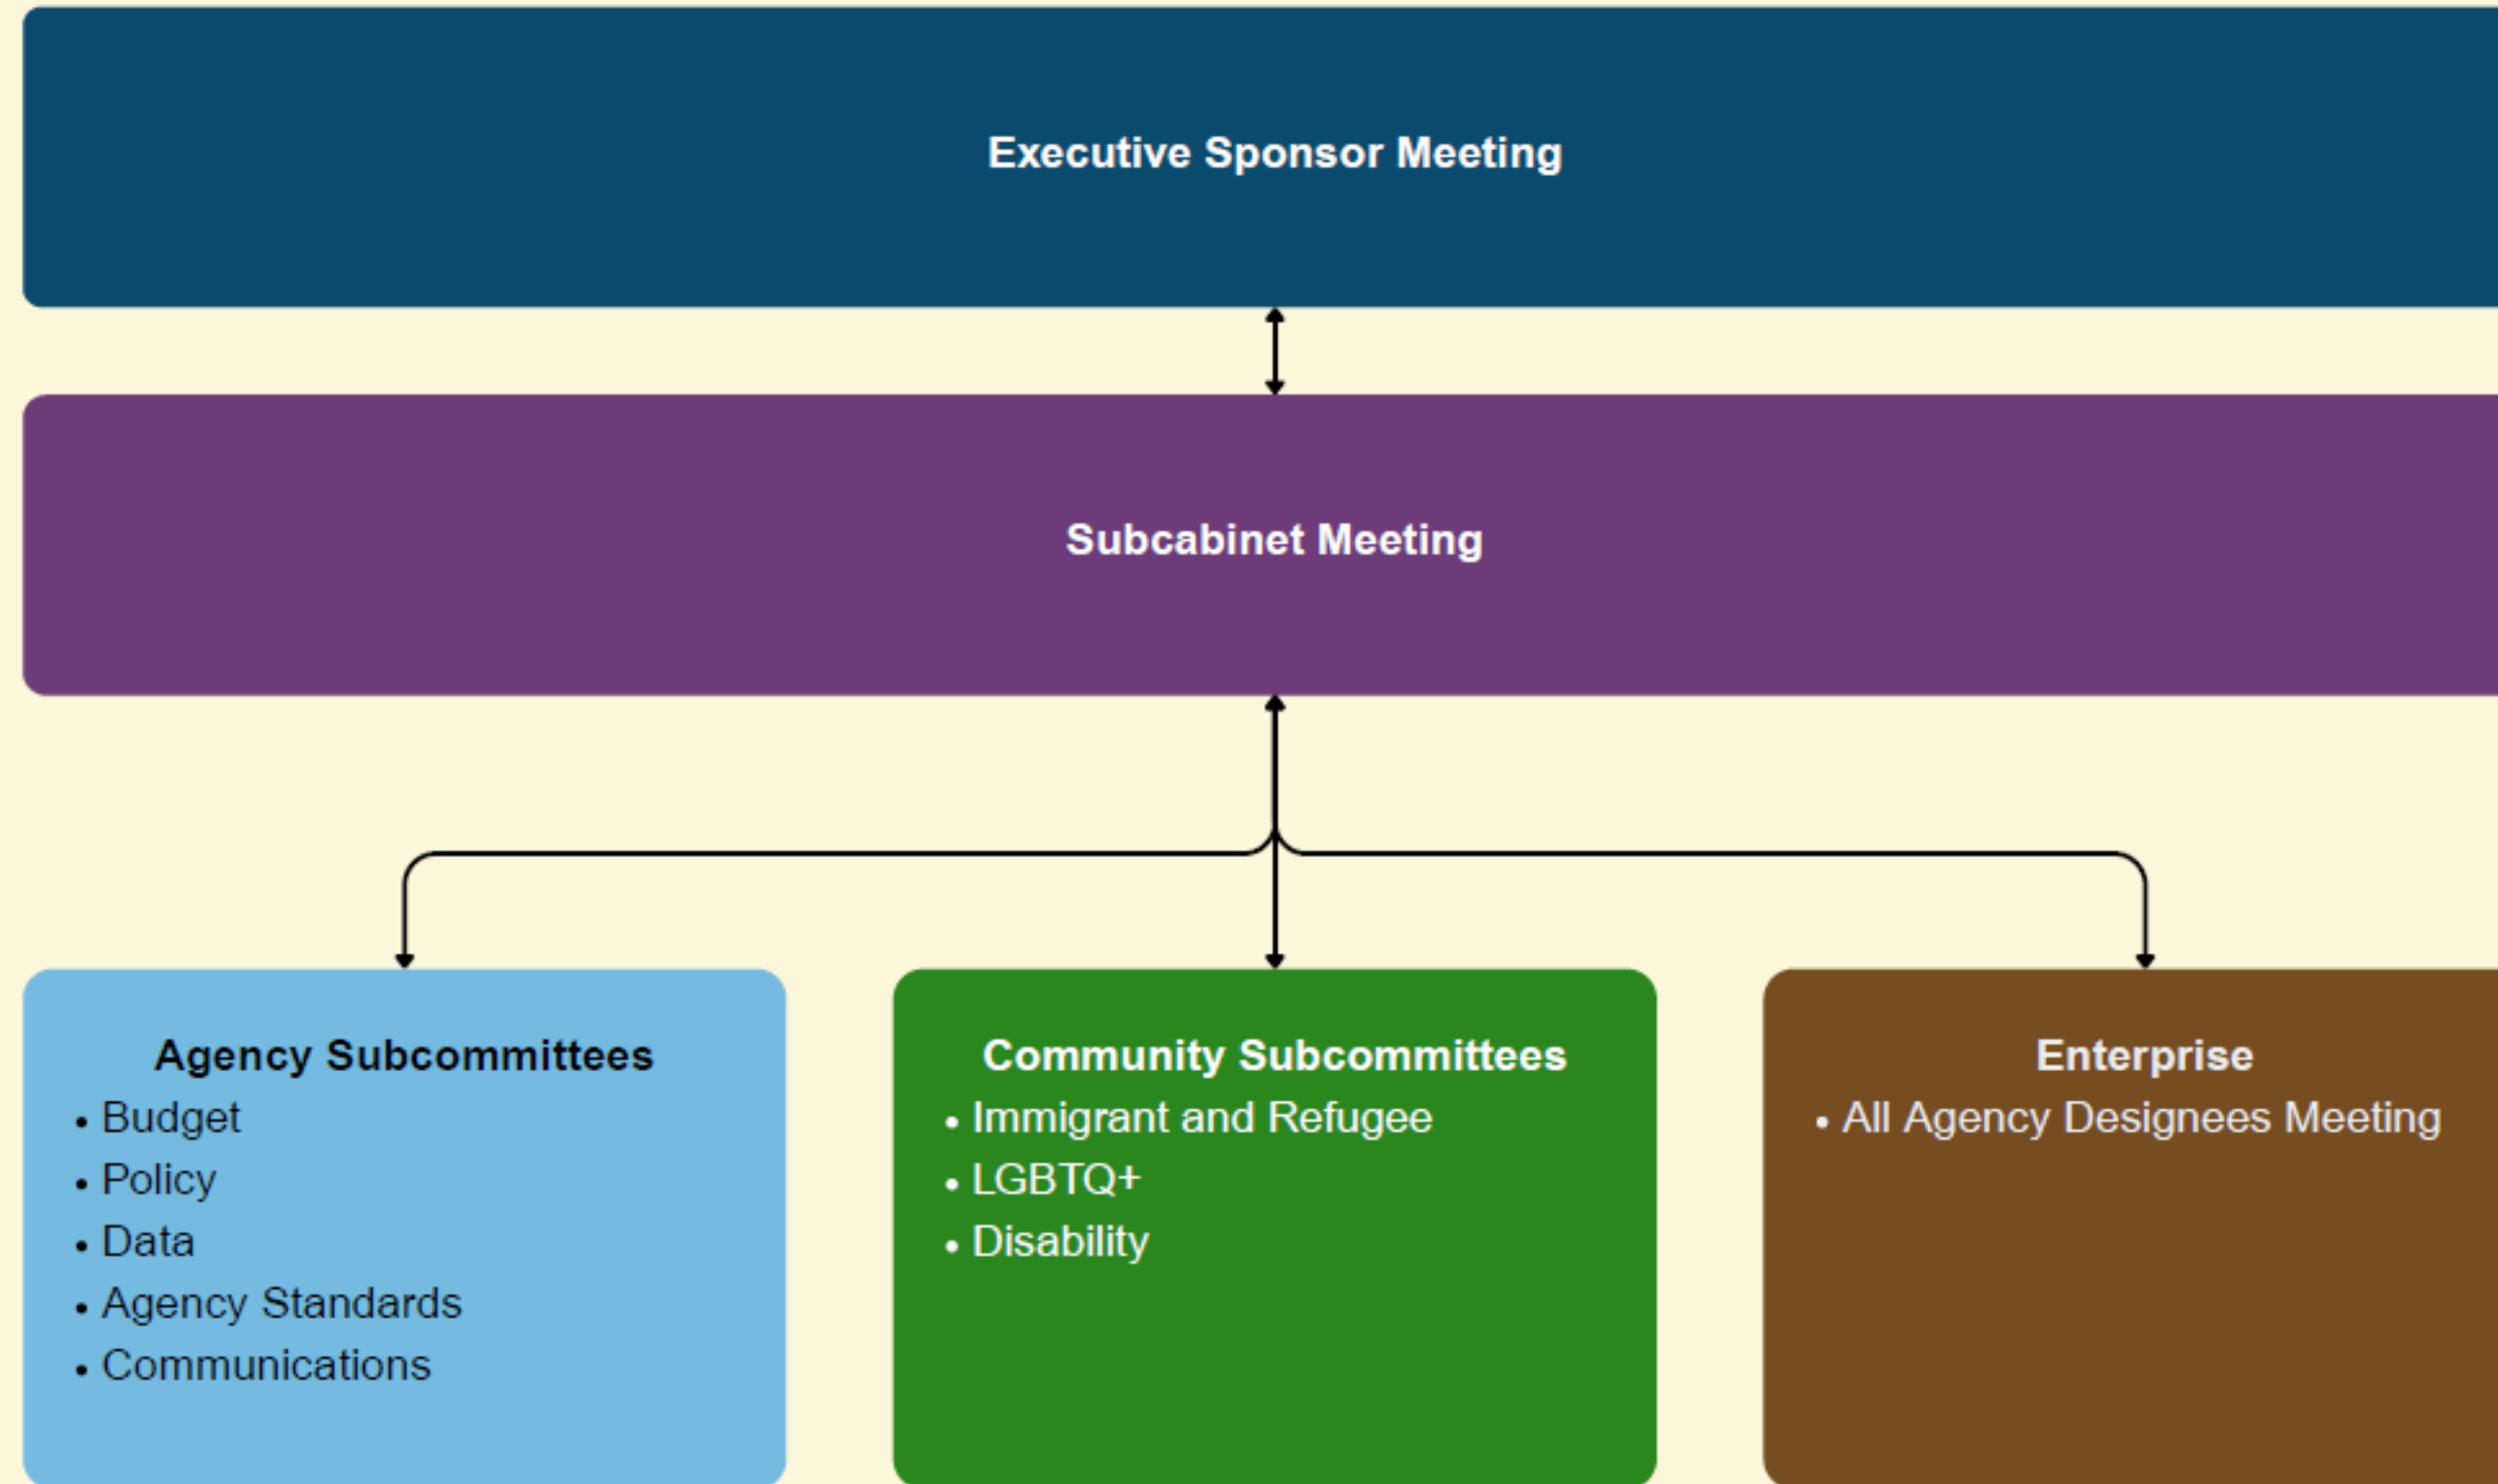 Executive Sponsor Meeting
Subcabinet Meeting
Agency Subcommittees
• Budget
• Policy
• Data
• Agency Standards
• Communications
Community Subcommittees
• Immigrant and Refugee
• LGBTQ+
• Disability
Enterprise
• All Agency Designees Meeting